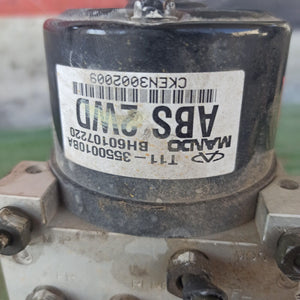 T11-3550010BA
BH60107220
MANDO
ABS 2WD
CKEN3002009